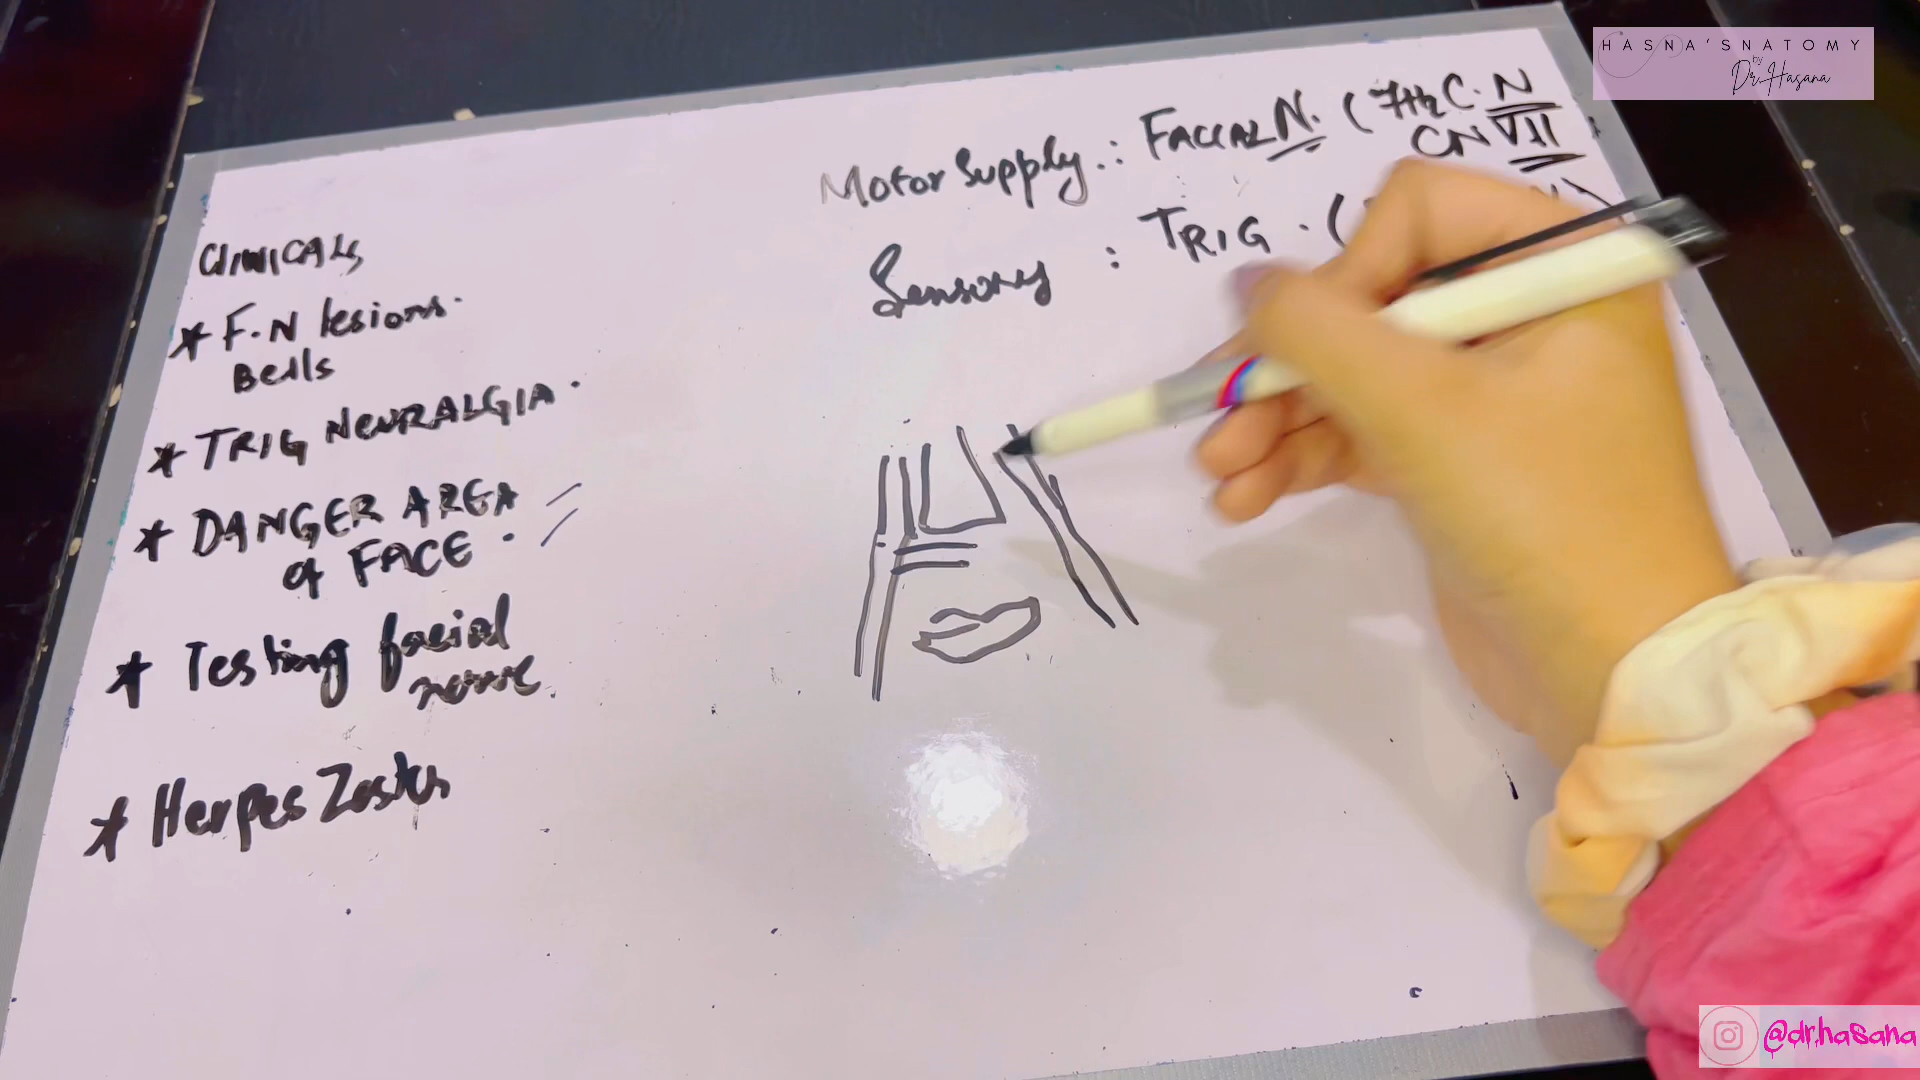 HASNA'SNATOMY
by
Dr.Hasana
Motor Supply : FACIAL N. ( 7th C. N
CN VII
Sensory : TRIG . (
CLINICALS
* F.N lesions.
Bells
* TRIG NEURALGIA .
* DANGER AREA
of FACE .
* Testing facial
nerve
* Herpes Zoster
@dr.hasana